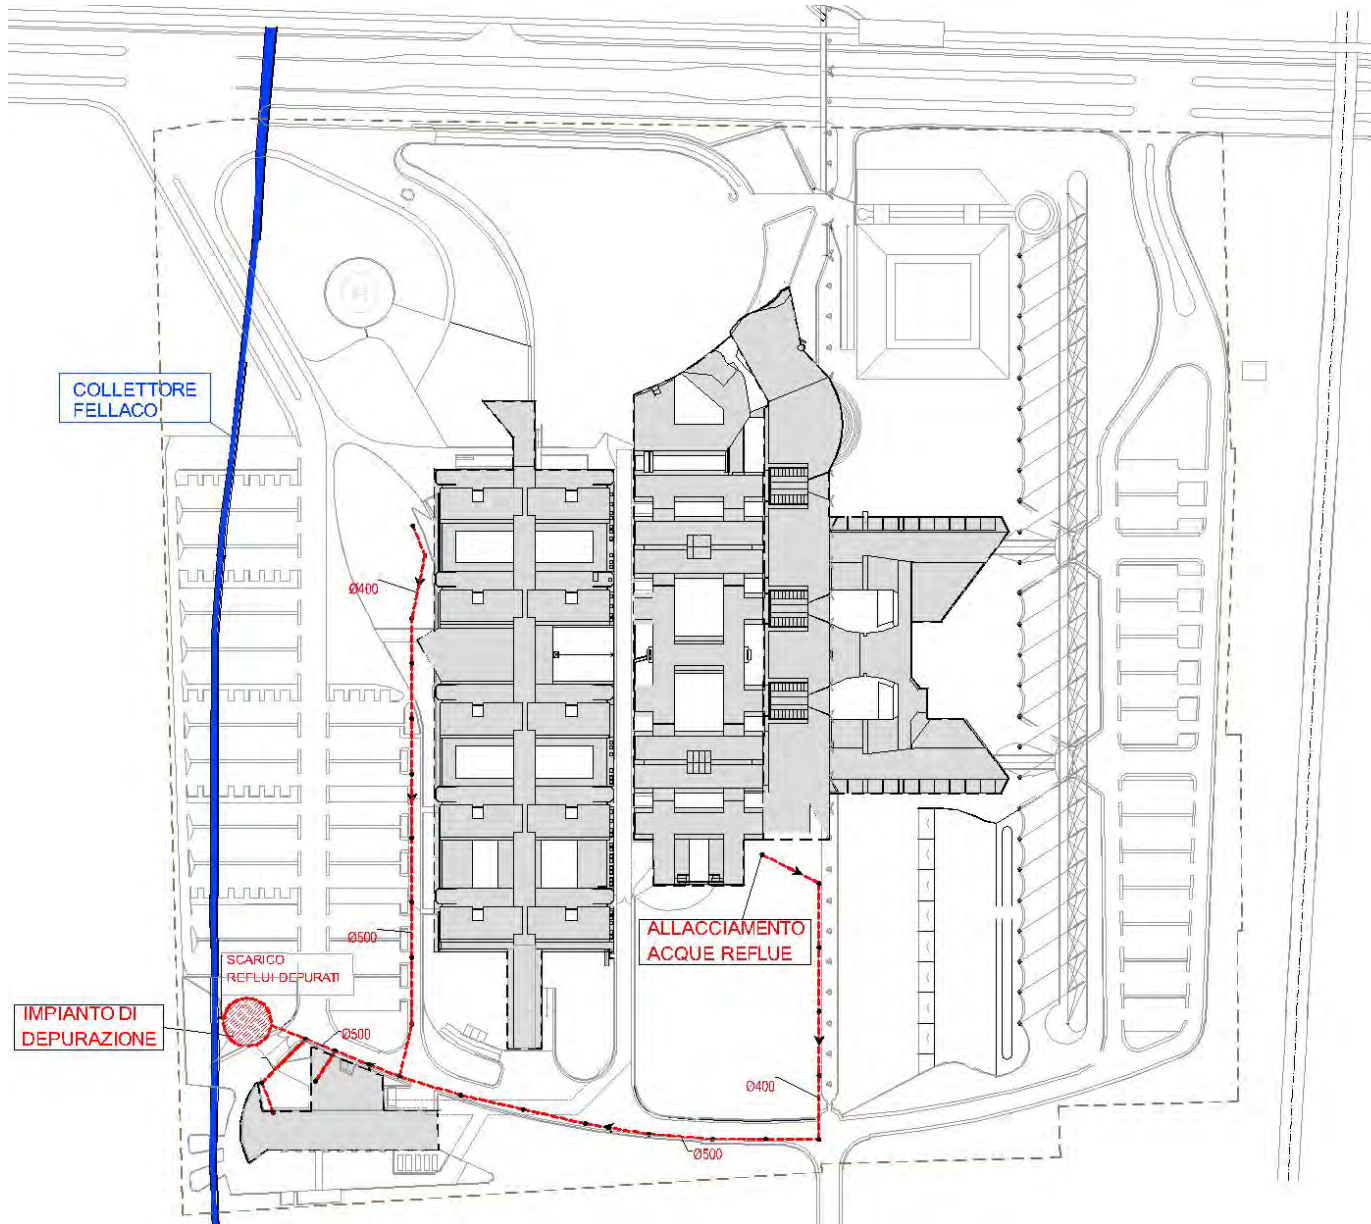 H
COLLETTORE
FELLACO
Ø400
Ø500
ALLACCIAMENTO
ACQUE REFLUE
SCARICO
REFLUI DEPURATI
IMPIANTO DI
DEPURAZIONE
Ø500
Ø400
Ø500